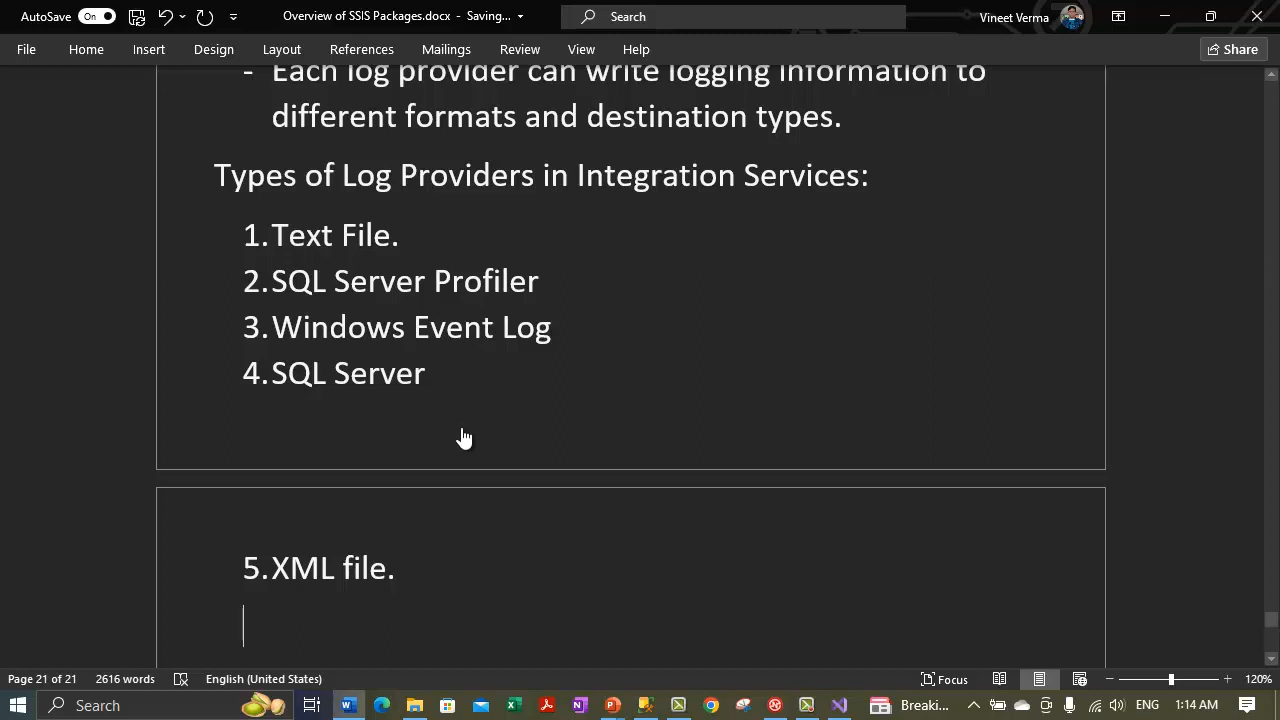 AutoSave On Overview of SSIS Packages.docx - Saving... Search Vineet Verma
File Home Insert Design Layout References Mailings Review View Help Share
- Each log provider can write logging information to
different formats and destination types.
Types of Log Providers in Integration Services:
1. Text File.
2. SQL Server Profiler
3. Windows Event Log
4. SQL Server
5. XML file.
Page 21 of 21 2616 words English (United States) Focus 120%
Search Breaki... ENG 1:14 AM